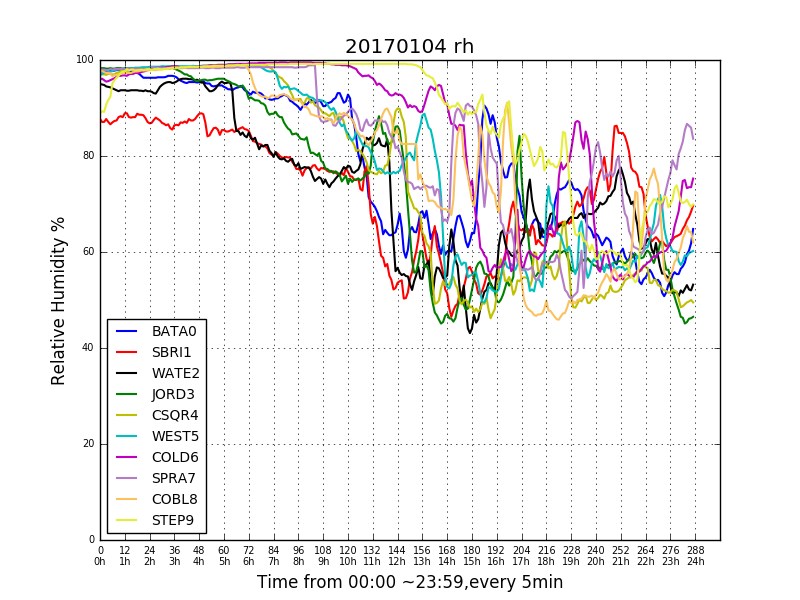 20170104 rh
100
80
60
40
20
0
Relative Humidity %
BATA0
SBRI1
WATE2
JORD3
CSQR4
WEST5
COLD6
SPRA7
COBL8
STEP9
0 12 24 36 48 60 72 84 96 108 120 132 144 156 168 180 192 204 216 228 240 252 264 276 288
0h 1h 2h 3h 4h 5h 6h 7h 8h 9h 10h 11h 12h 13h 14h 15h 16h 17h 18h 19h 20h 21h 22h 23h 24h
Time from 00:00 ~23:59,every 5min